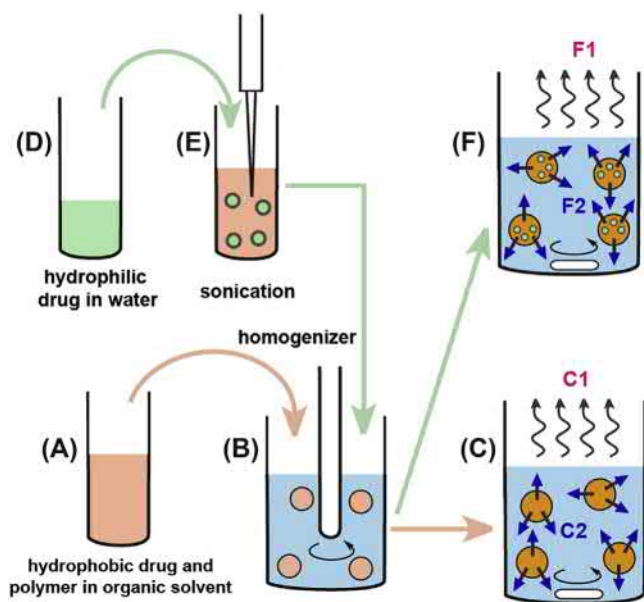 F1
(D)
(E)
(F)
F2
hydrophilic
drug in water
sonication
homogenizer
C1
(A)
(B)
(C)
C2
hydrophobic drug and
polymer in organic solvent